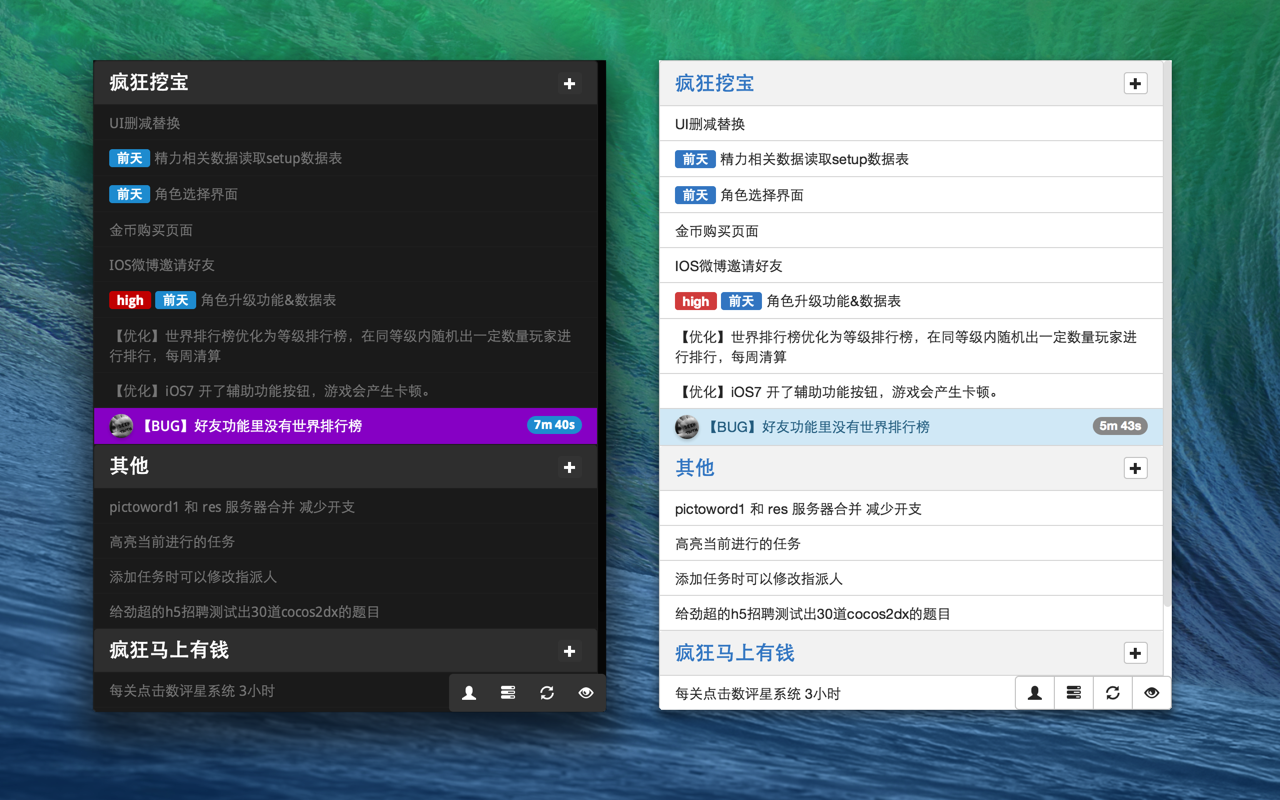 疯狂挖宝
UI删减替换
前天 精力相关数据读取setup数据表
前天 角色选择界面
金币购买页面
IOS微博邀请好友
high 前天 角色升级功能&数据表
【优化】世界排行榜优化为等级排行榜，在同等级内随机出一定数量玩家进
行排行，每周清算
【优化】iOS7 开了辅助功能按钮，游戏会产生卡顿。
【BUG】好友功能里没有世界排行榜 7m 40s
其他
pictoword1 和 res 服务器合并 减少开支
高亮当前进行的任务
添加任务时可以修改指派人
给劲超的h5招聘测试出30道cocos2dx的题目
疯狂马上有钱
每关点击数评星系统 3小时
疯狂挖宝
UI删减替换
前天 精力相关数据读取setup数据表
前天 角色选择界面
金币购买页面
IOS微博邀请好友
high 前天 角色升级功能&数据表
【优化】世界排行榜优化为等级排行榜，在同等级内随机出一定数量玩家进
行排行，每周清算
【优化】iOS7 开了辅助功能按钮，游戏会产生卡顿。
【BUG】好友功能里没有世界排行榜 5m 43s
其他
pictoword1 和 res 服务器合并 减少开支
高亮当前进行的任务
添加任务时可以修改指派人
给劲超的h5招聘测试出30道cocos2dx的题目
疯狂马上有钱
每关点击数评星系统 3小时